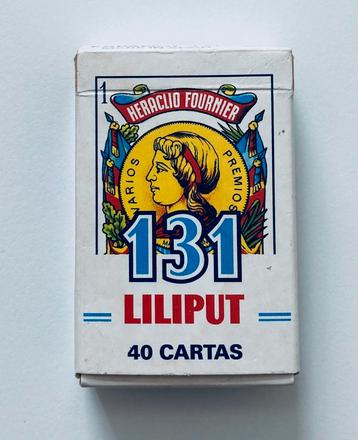 1
HERACLIO FOURNIER
VARIOS PREMIOS
131
LILIPUT
40 CARTAS